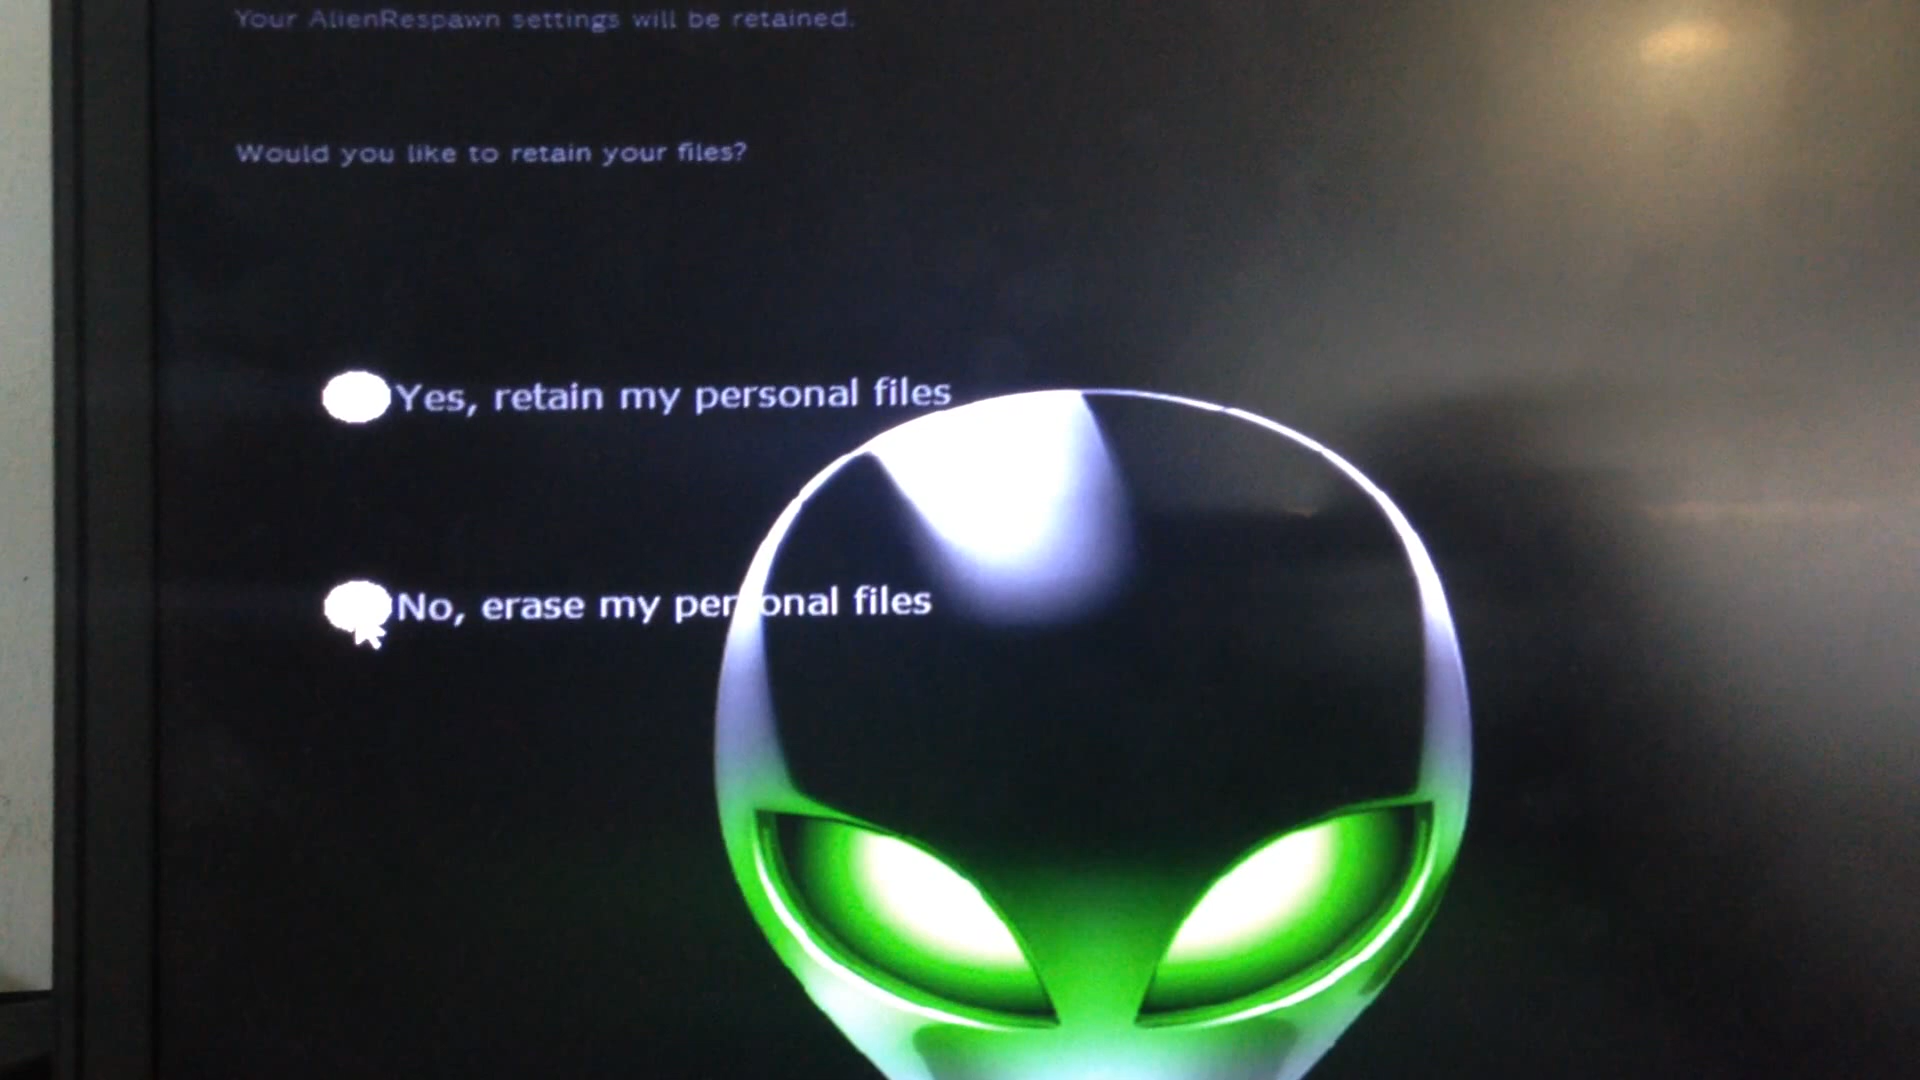 Your AlienRespawn settings will be retained.
Would you like to retain your files?
Yes, retain my personal files
No, erase my personal files